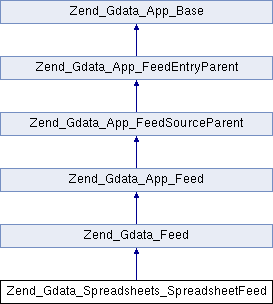 Zend_Gdata_App_Base
Zend_Gdata_App_FeedEntryParent
Zend_Gdata_App_FeedSourceParent
Zend_Gdata_App_Feed
Zend_Gdata_Feed
Zend_Gdata_Spreadsheets_SpreadsheetFeed